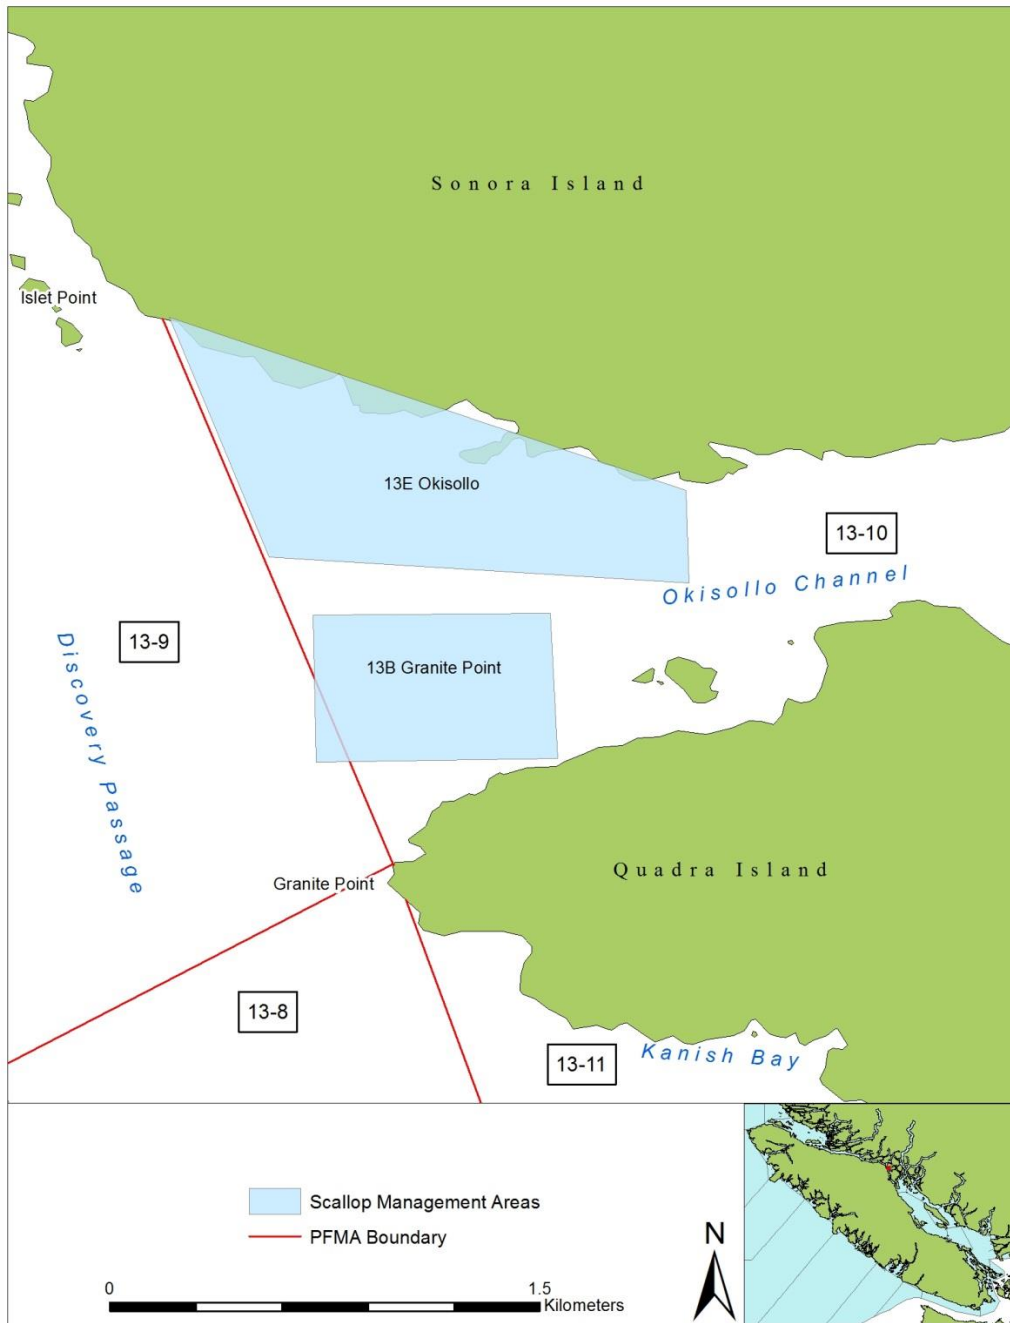 Sonora Island
Islet Point
13E Okisollo
13-10
Okisollo Channel
13-9
13B Granite Point
Discovery Passage
Quadra Island
Granite Point
13-8
Kanish Bay
13-11
Scallop Management Areas
PFMA Boundary
N
0 1.5
Kilometers